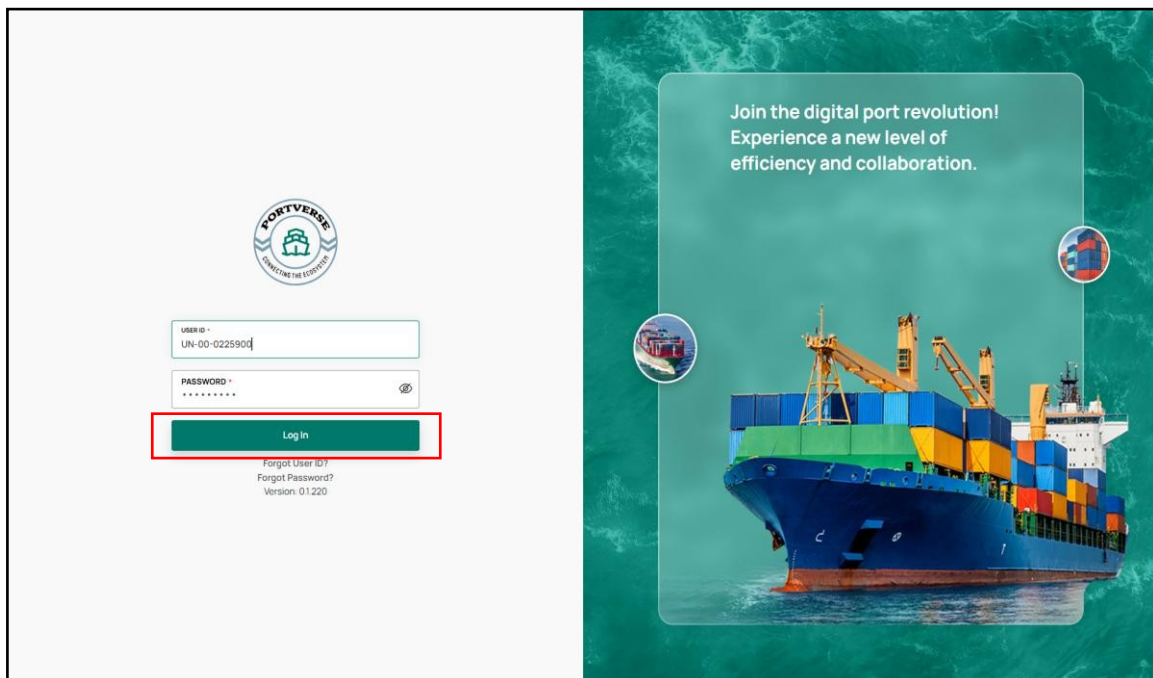 PORTVERSE
CONNECTING THE ECOSYSTEM
USER ID *
UN-00-0225900
PASSWORD *
•••••••••
Log In
Forgot User ID?
Forgot Password?
Version: 0.1.220
Join the digital port revolution!
Experience a new level of
efficiency and collaboration.